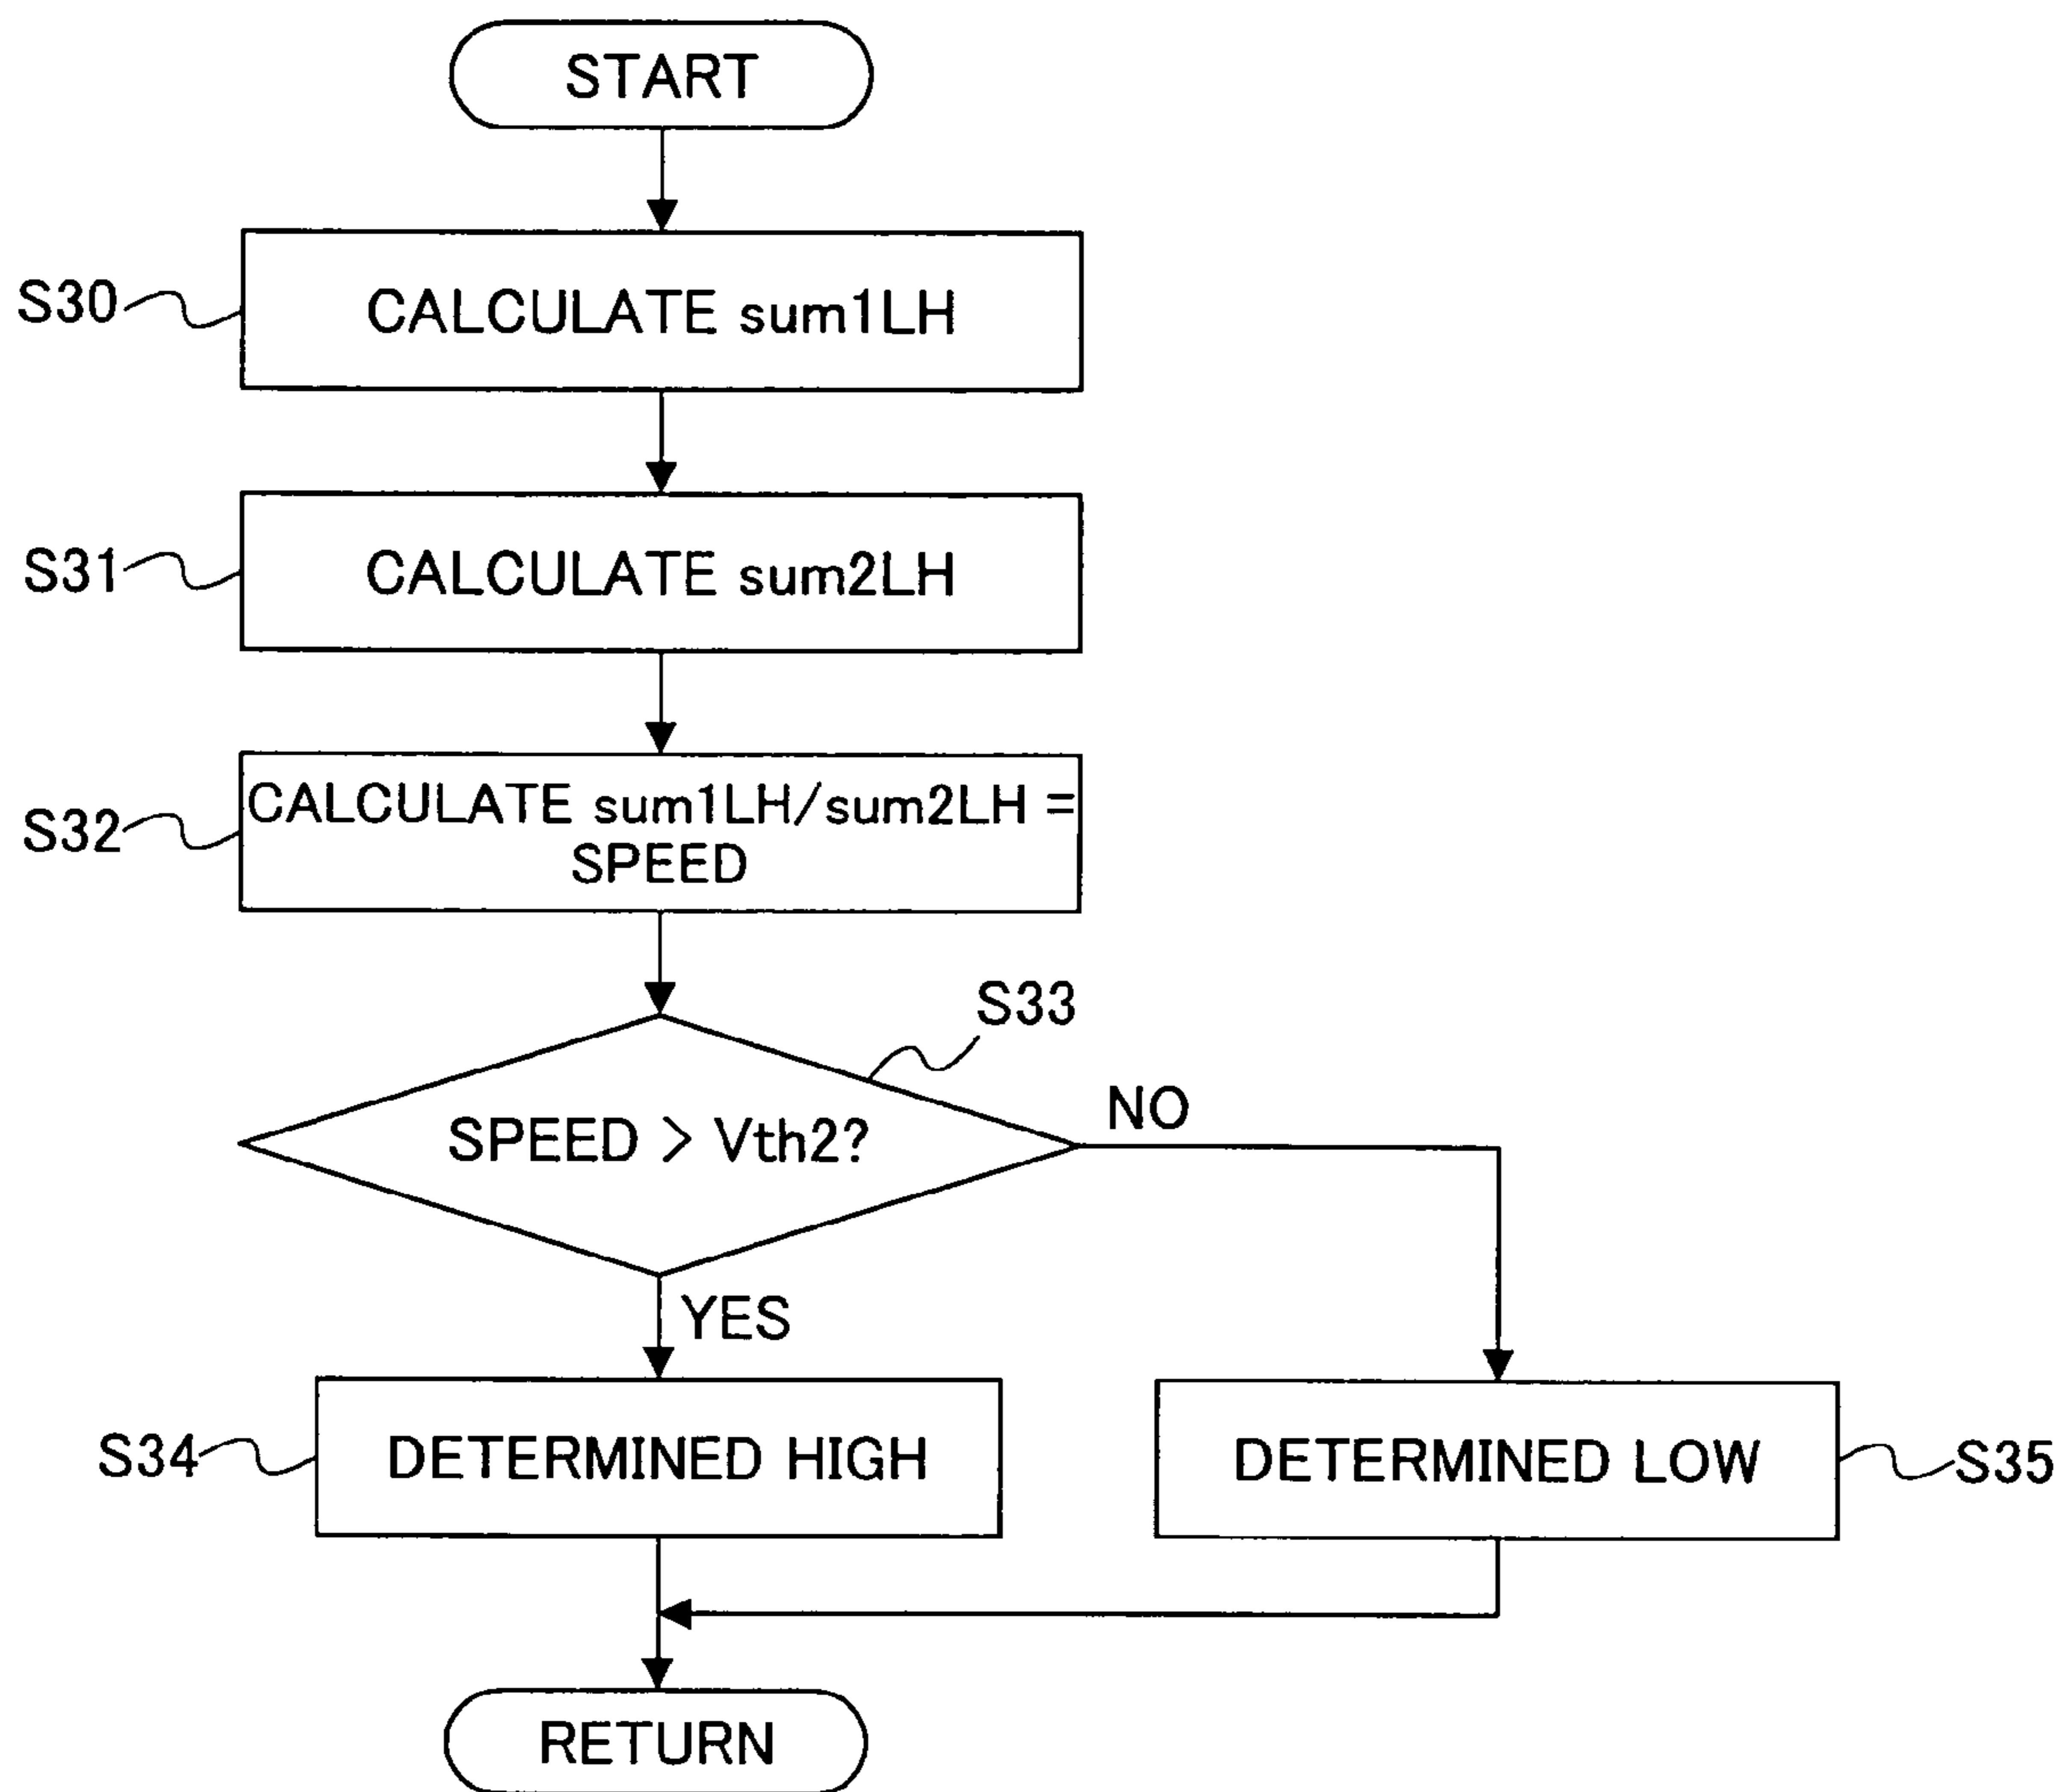 START
S30
CALCULATE sum1LH
S31
CALCULATE sum2LH
S32
CALCULATE sum1LH/sum2LH =
SPEED
S33
SPEED > Vth2?
NO
YES
S34
DETERMINED HIGH
DETERMINED LOW
S35
RETURN